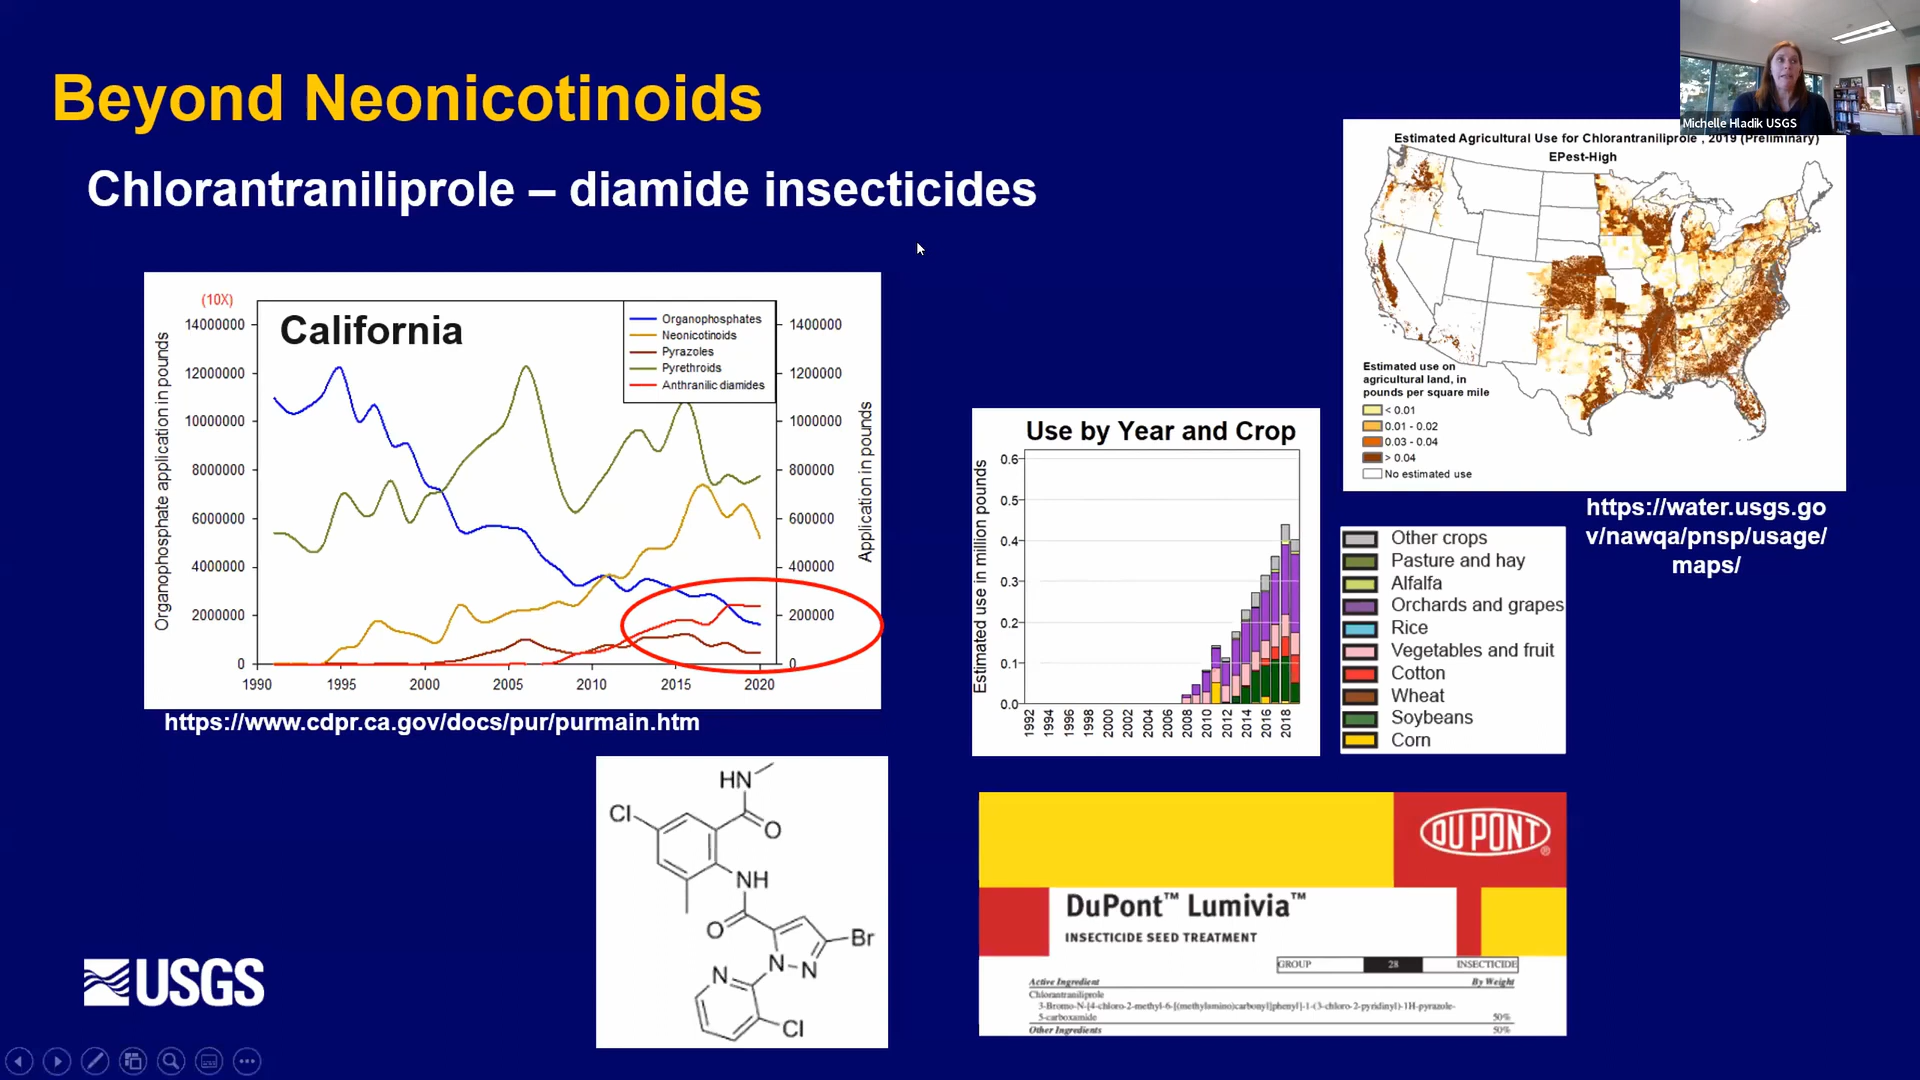 Beyond Neonicotinoids
Michelle Hladik USGS
Chlorantraniliprole – diamide insecticides
Estimated Agricultural Use for Chlorantraniliprole , 2019 (Preliminary)
EPest-High
Estimated use on
agricultural land, in
pounds per square mile
< 0.01
0.01 - 0.02
0.03 - 0.04
> 0.04
No estimated use
https://water.usgs.go
v/nawqa/pnsp/usage/
maps/
(10X)
California
Organophosphate application in pounds
14000000
12000000
10000000
8000000
6000000
4000000
2000000
0
Organophosphates
Neonicotinoids
Pyrazoles
Pyrethroids
Anthranilic diamides
1400000
1200000
1000000
800000
600000
400000
200000
0
Application in pounds
1990 1995 2000 2005 2010 2015 2020
https://www.cdpr.ca.gov/docs/pur/purmain.htm
Use by Year and Crop
Estimated use in million pounds
0.6
0.5
0.4
0.3
0.2
0.1
0.0
1992 1994 1996 1998 2000 2002 2004 2006 2008 2010 2012 2014 2016 2018
Other crops
Pasture and hay
Alfalfa
Orchards and grapes
Rice
Vegetables and fruit
Cotton
Wheat
Soybeans
Corn
HN
Cl
O
NH
O
Br
N
N
N
Cl
DUPONT®
DuPont™ Lumivia™
INSECTICIDE SEED TREATMENT
GROUP 28 INSECTICIDE
Active Ingredient By Weight
Chlorantraniliprole
3-Bromo-N-[4-chloro-2-methyl-6-[(methylamino)carbonyl]phenyl]-1-(3-chloro-2-pyridinyl)-1H-pyrazole-
5-carboxamide 50%
Other Ingredients 50%
USGS